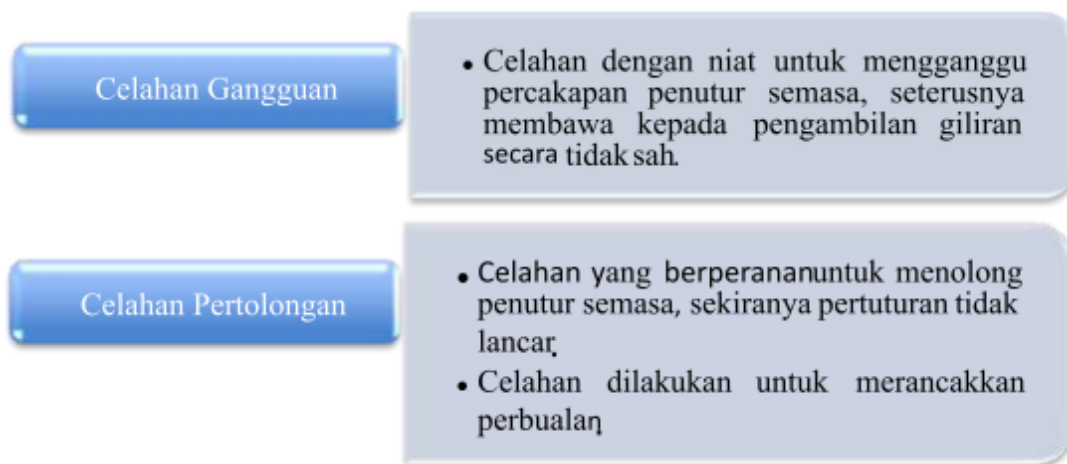 Celahan Gangguan
• Celahan dengan niat untuk mengganggu
percakapan penutur semasa, seterusnya
membawa kepada pengambilan giliran
secara tidak sah.
Celahan Pertolongan
• Celahan yang berperananuntuk menolong
penutur semasa, sekiranya pertuturan tidak
lancar.
• Celahan dilakukan untuk merancakkan
perbualan.